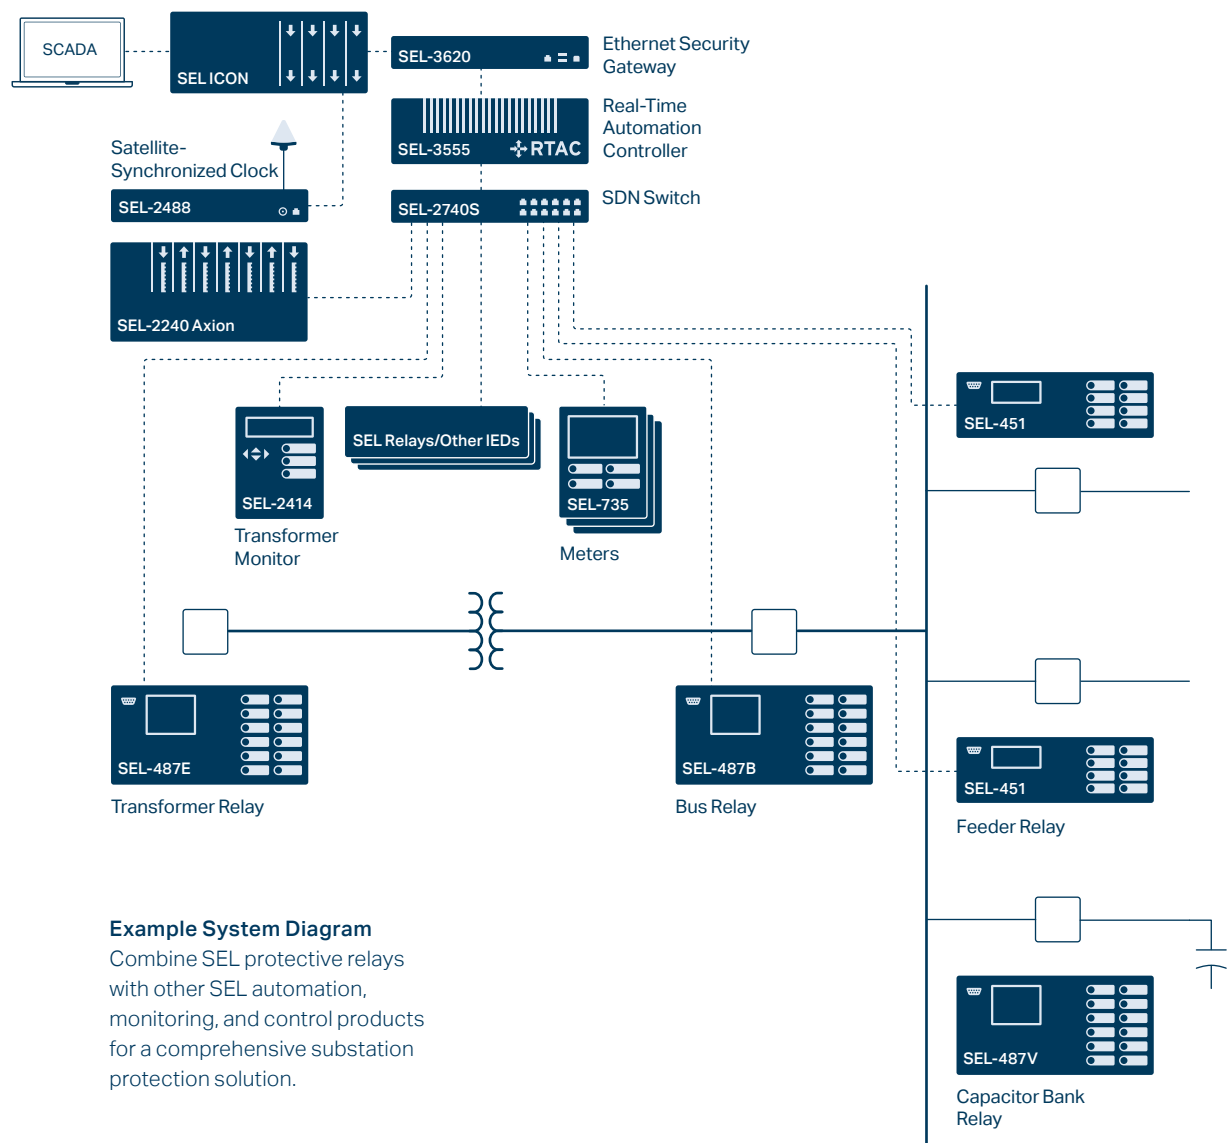 SCADA
SEL ICON
SEL-3620
Ethernet Security
Gateway
SEL-3555
RTAC
Real-Time
Automation
Controller
Satellite-
Synchronized Clock
SEL-2488
SEL-2740S
SDN Switch
SEL-2240 Axion
SEL-2414
Transformer
Monitor
SEL Relays/Other IEDs
SEL-735
Meters
SEL-451
SEL-487E
Transformer Relay
SEL-487B
Bus Relay
SEL-451
Feeder Relay
Example System Diagram
Combine SEL protective relays
with other SEL automation,
monitoring, and control products
for a comprehensive substation
protection solution.
SEL-487V
Capacitor Bank
Relay